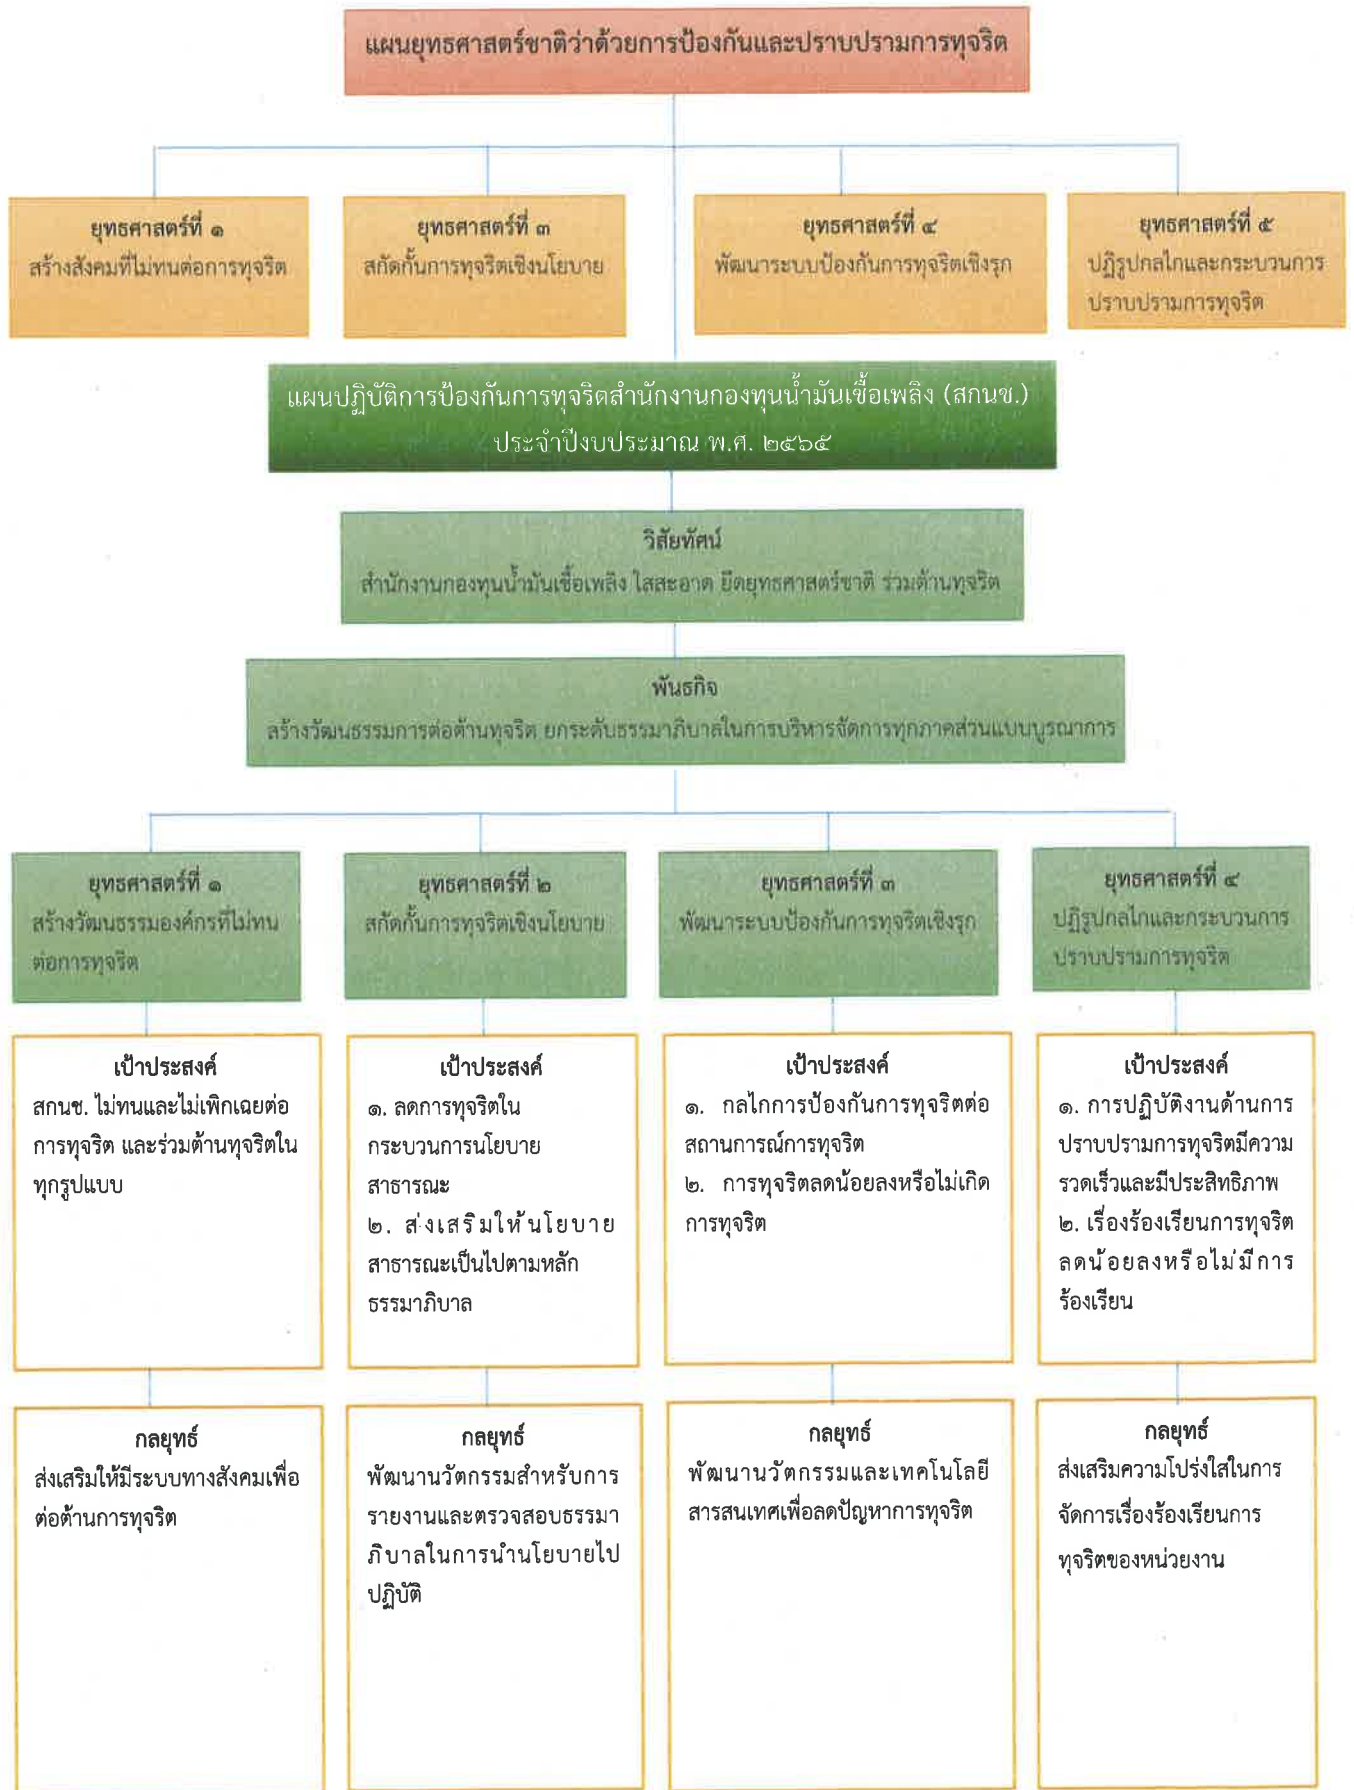 แผนยุทธศาสตร์ชาติว่าด้วยการป้องกันและปราบปรามการทุจริต
ยุทธศาสตร์ที่ ๑
สร้างสังคมที่ไม่ทนต่อการทุจริต
ยุทธศาสตร์ที่ ๓
สกัดกั้นการทุจริตเชิงนโยบาย
ยุทธศาสตร์ที่ ๔
พัฒนาระบบป้องกันการทุจริตเชิงรุก
ยุทธศาสตร์ที่ ๕
ปฏิรูปกลไกและกระบวนการ
ปราบปรามการทุจริต
แผนปฏิบัติการป้องกันการทุจริตสำนักงานกองทุนน้ำมันเชื้อเพลิง (สกนช.)
ประจำปีงบประมาณ พ.ศ. ๒๕๖๕
วิสัยทัศน์
สำนักงานกองทุนน้ำมันเชื้อเพลิง ใสสะอาด ยึดยุทธศาสตร์ชาติ ร่วมต้านทุจริต
พันธกิจ
สร้างวัฒนธรรมการต่อต้านทุจริต ยกระดับธรรมาภิบาลในการบริหารจัดการทุกภาคส่วนแบบบูรณาการ
ยุทธศาสตร์ที่ ๑
สร้างวัฒนธรรมองค์กรที่ไม่ทน
ต่อการทุจริต
ยุทธศาสตร์ที่ ๒
สกัดกั้นการทุจริตเชิงนโยบาย
ยุทธศาสตร์ที่ ๓
พัฒนาระบบป้องกันการทุจริตเชิงรุก
ยุทธศาสตร์ที่ ๔
ปฏิรูปกลไกและกระบวนการ
ปราบปรามการทุจริต
เป้าประสงค์
สกนช. ไม่ทนและไม่เพิกเฉยต่อ
การทุจริต และร่วมต้านทุจริตใน
ทุกรูปแบบ
เป้าประสงค์
๑. ลดการทุจริตใน
กระบวนการนโยบาย
สาธารณะ
๒. ส่งเสริมให้นโยบาย
สาธารณะเป็นไปตามหลัก
ธรรมาภิบาล
เป้าประสงค์
๑. กลไกการป้องกันการทุจริตต่อ
สถานการณ์การทุจริต
๒. การทุจริตลดน้อยลงหรือไม่เกิด
การทุจริต
เป้าประสงค์
๑. การปฏิบัติงานด้านการ
ปราบปรามการทุจริตมีความ
รวดเร็วและมีประสิทธิภาพ
๒. เรื่องร้องเรียนการทุจริต
ลดน้อยลงหรือไม่มีการ
ร้องเรียน
กลยุทธ์
ส่งเสริมให้มีระบบทางสังคมเพื่อ
ต่อต้านการทุจริต
กลยุทธ์
พัฒนานวัตกรรมสำหรับการ
รายงานและตรวจสอบธรรมา
ภิบาลในการนำนโยบายไป
ปฏิบัติ
กลยุทธ์
พัฒนานวัตกรรมและเทคโนโลยี
สารสนเทศเพื่อลดปัญหาการทุจริต
กลยุทธ์
ส่งเสริมความโปร่งใสในการ
จัดการเรื่องร้องเรียนการ
ทุจริตของหน่วยงาน